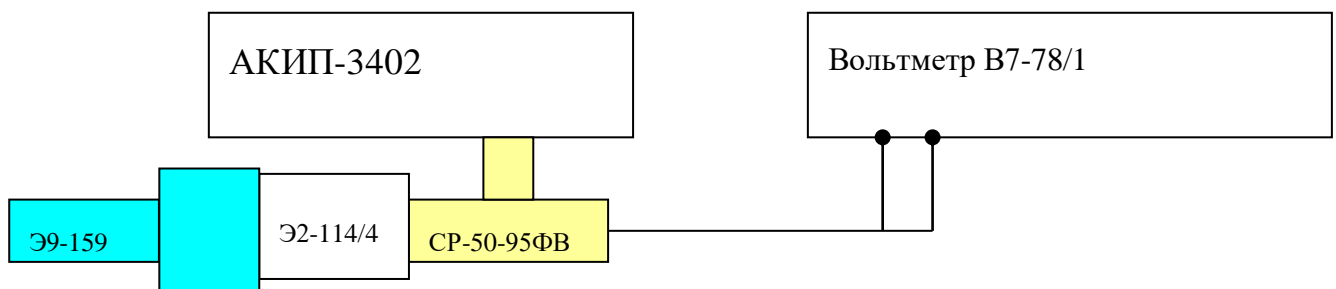 АКИП-3402
Вольтметр В7-78/1
Э9-159
Э2-114/4
СР-50-95ФВ